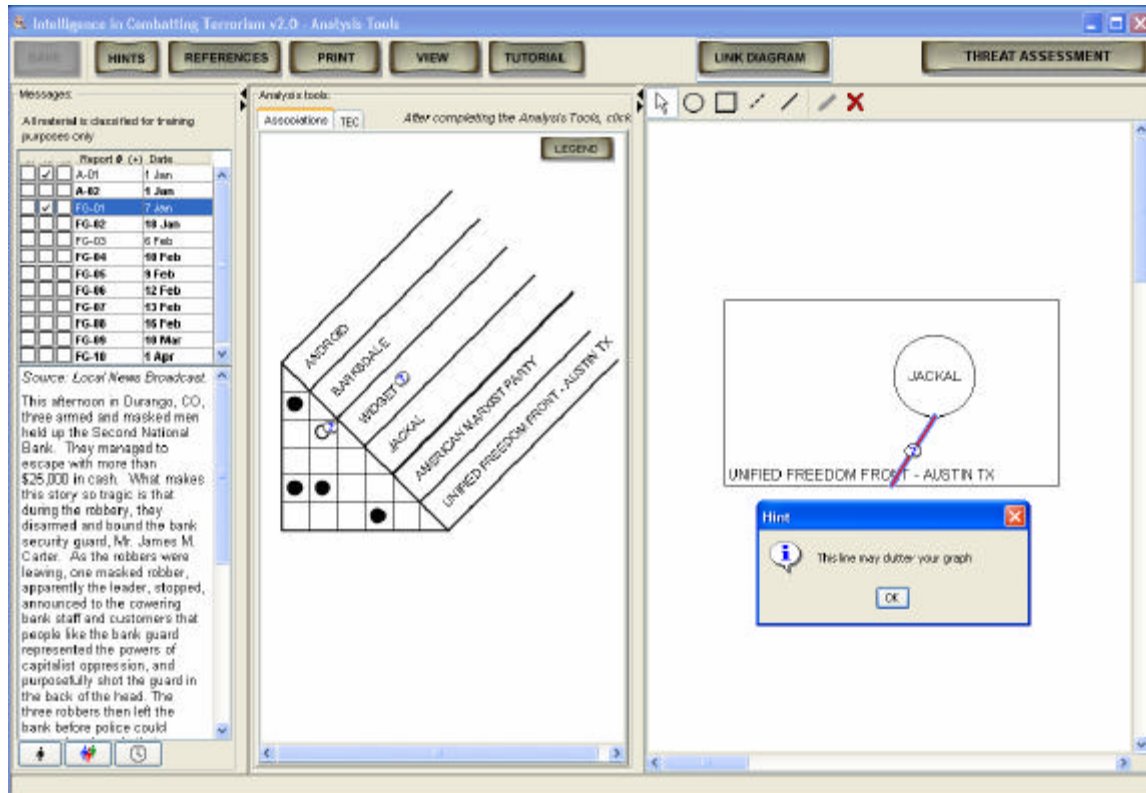 Intelligence in Combatting Terrorism v2.0 - Analysis Tools
SAVE
HINTS
REFERENCES
PRINT
VIEW
TUTORIAL
LINK DIAGRAM
THREAT ASSESSMENT
Messages:
All material is classified for training
purposes only
Report # (+) Date
A-01 1 Jan
A-02 1 Jan
FG-01 7 Jan
FG-02 18 Jan
FG-03 6 Feb
FG-04 10 Feb
FG-05 9 Feb
FG-06 12 Feb
FG-07 13 Feb
FG-08 15 Feb
FG-09 10 Mar
FG-10 1 Apr
Source: Local News Broadcast.
This afternoon in Durango, CO,
three armed and masked men
held up the Second National
Bank. They managed to
escape with more than
$25,000 in cash. What makes
this story so tragic is that
during the robbery, they
disarmed and bound the bank
security guard, Mr. James M.
Carter. As the robbers were
leaving, one masked robber,
apparently the leader, stopped,
announced to the cowering
bank staff and customers that
people like the bank guard
represented the powers of
capitalist oppression, and
purposefully shot the guard in
the back of the head. The
three robbers then left the
bank before police could
Analysis tools:
Associations
TEC
After completing the Analysis Tools, click
LEGEND
ANDROID
BARKSDALE
WIDGET
JACKAL
AMERICAN MARXIST PARTY
UNIFIED FREEDOM FRONT - AUSTIN TX
JACKAL
UNIFIED FREEDOM FRONT - AUSTIN TX
Hint
This line may clutter your graph
OK